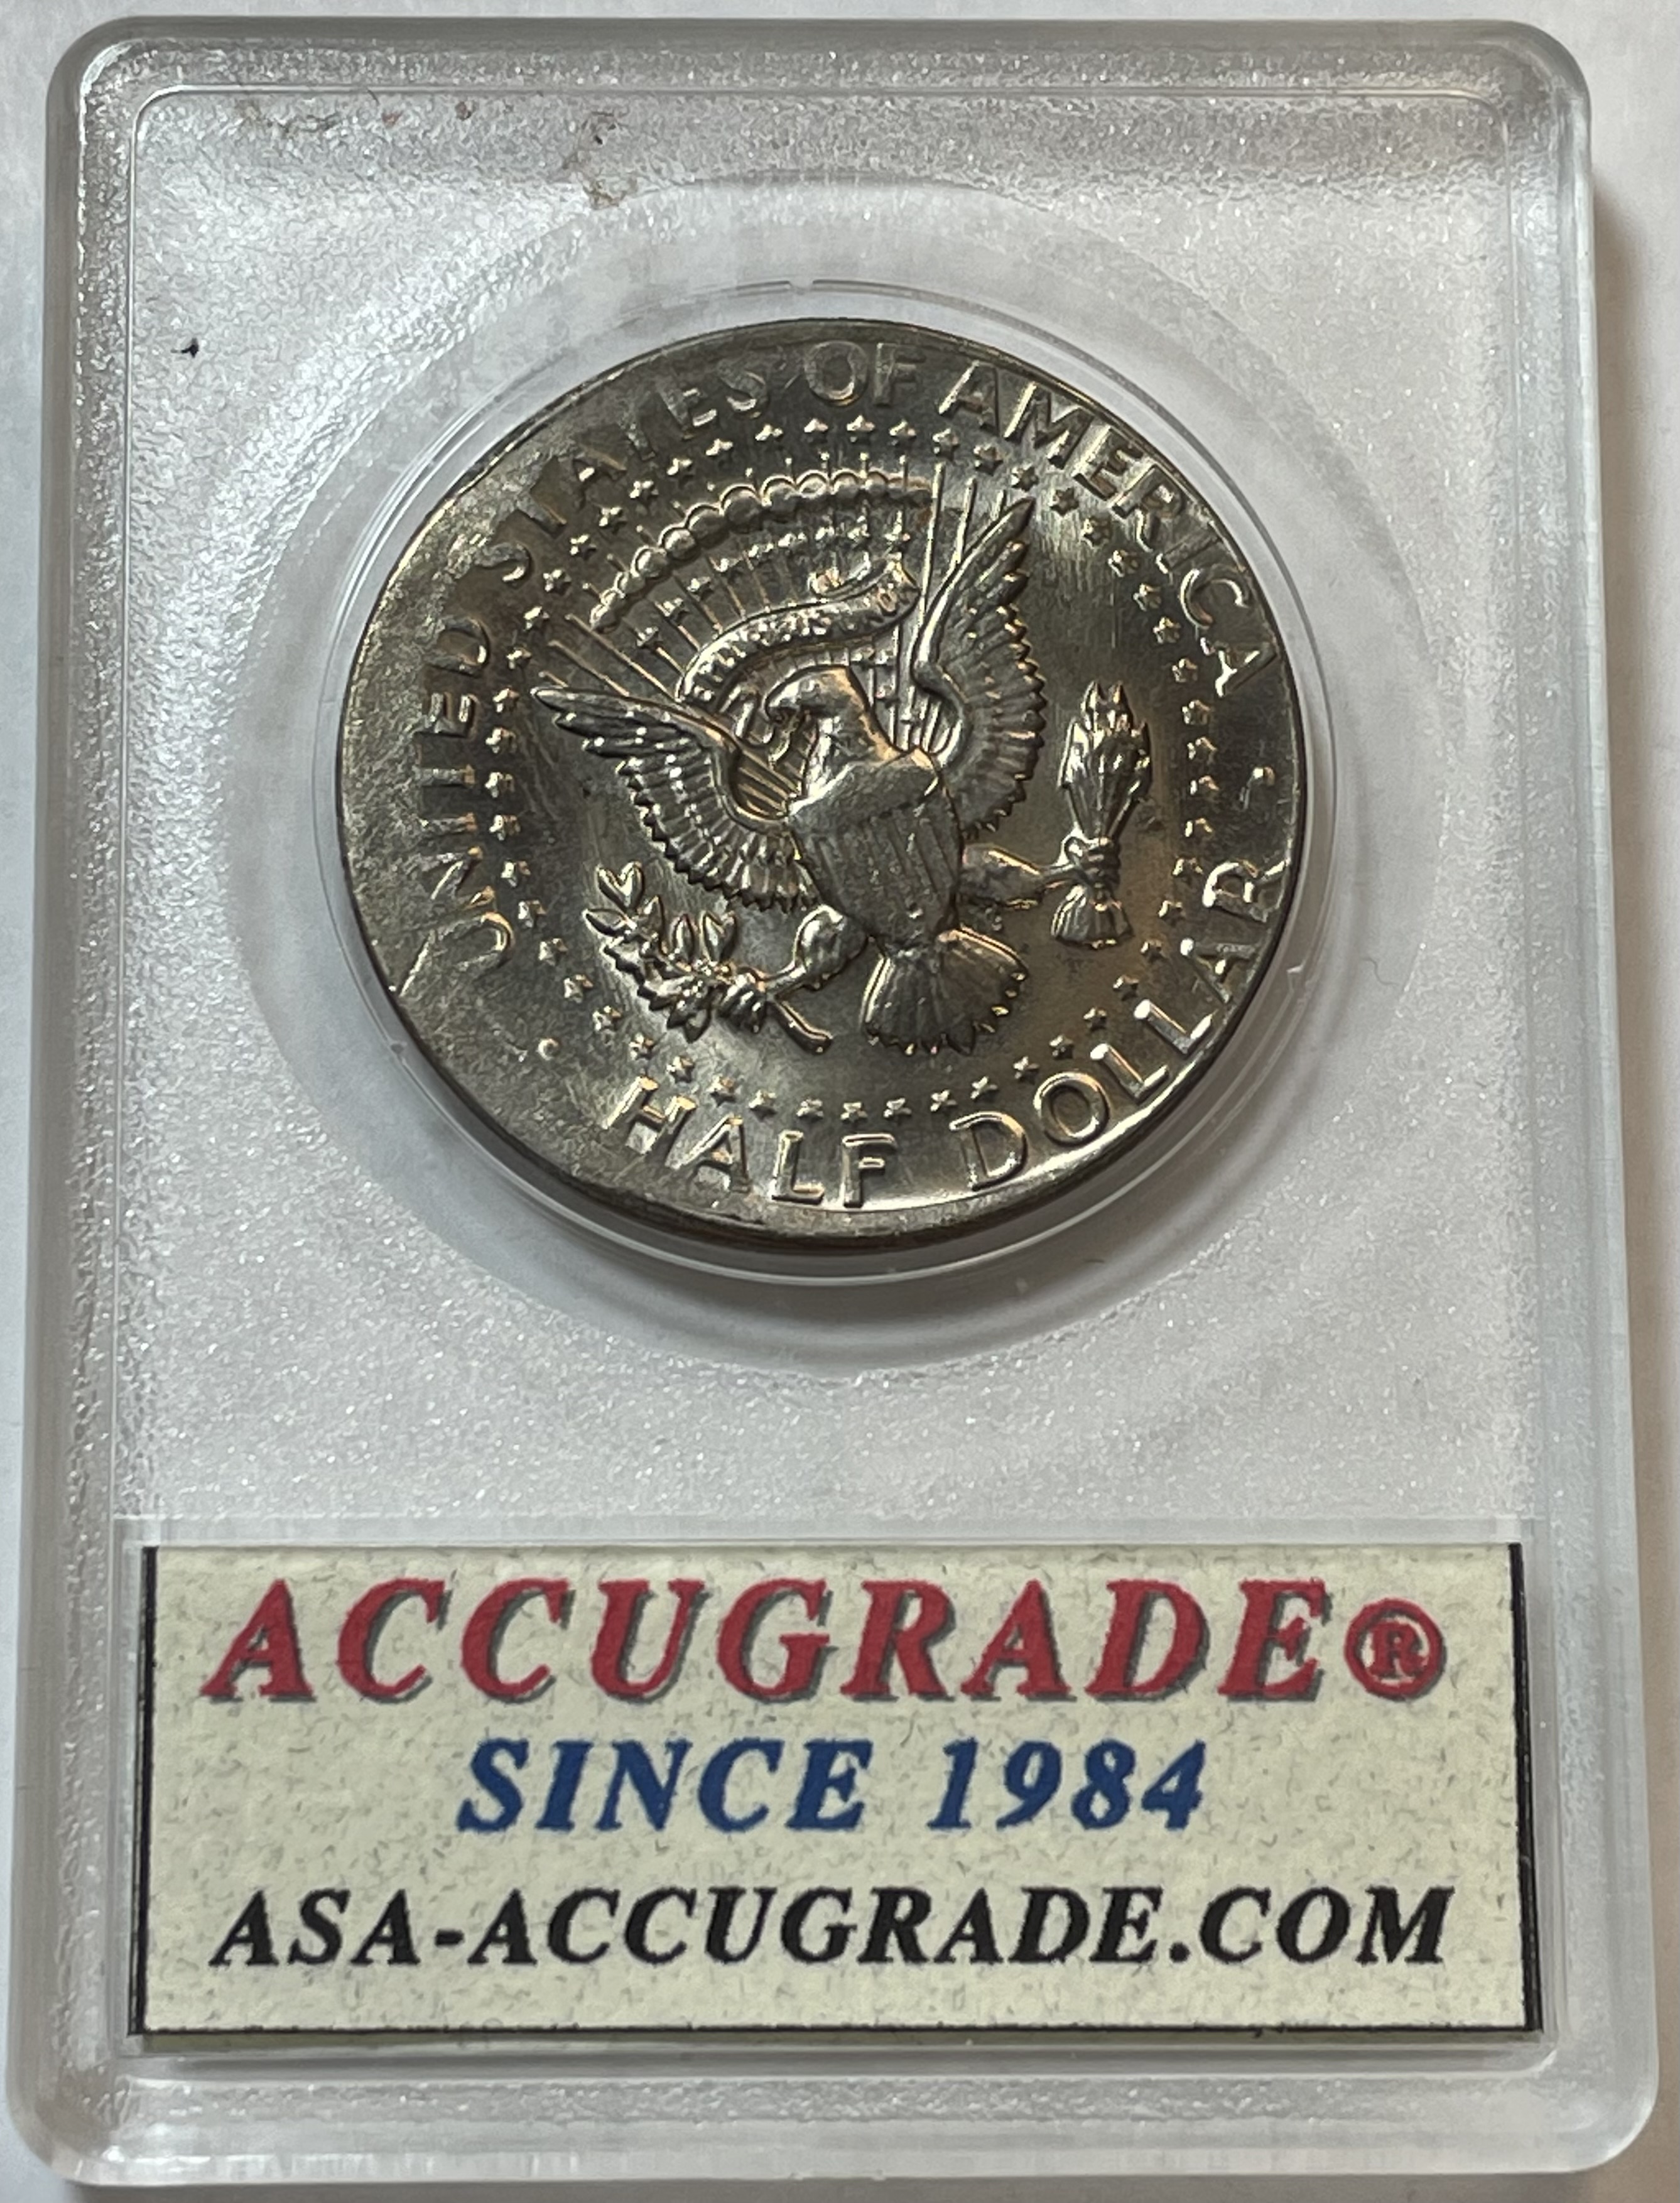 UNITED STATES OF AMERICA
HALF DOLLAR
ACCUGRADE®
SINCE 1984
ASA-ACCUGRADE.COM